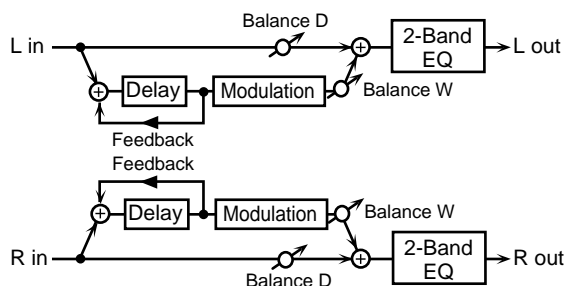 Balance D
L in
2-Band
EQ
L out
Delay
Modulation
Balance W
Feedback
Feedback
Delay
Modulation
Balance W
R in
2-Band
EQ
R out
Balance D